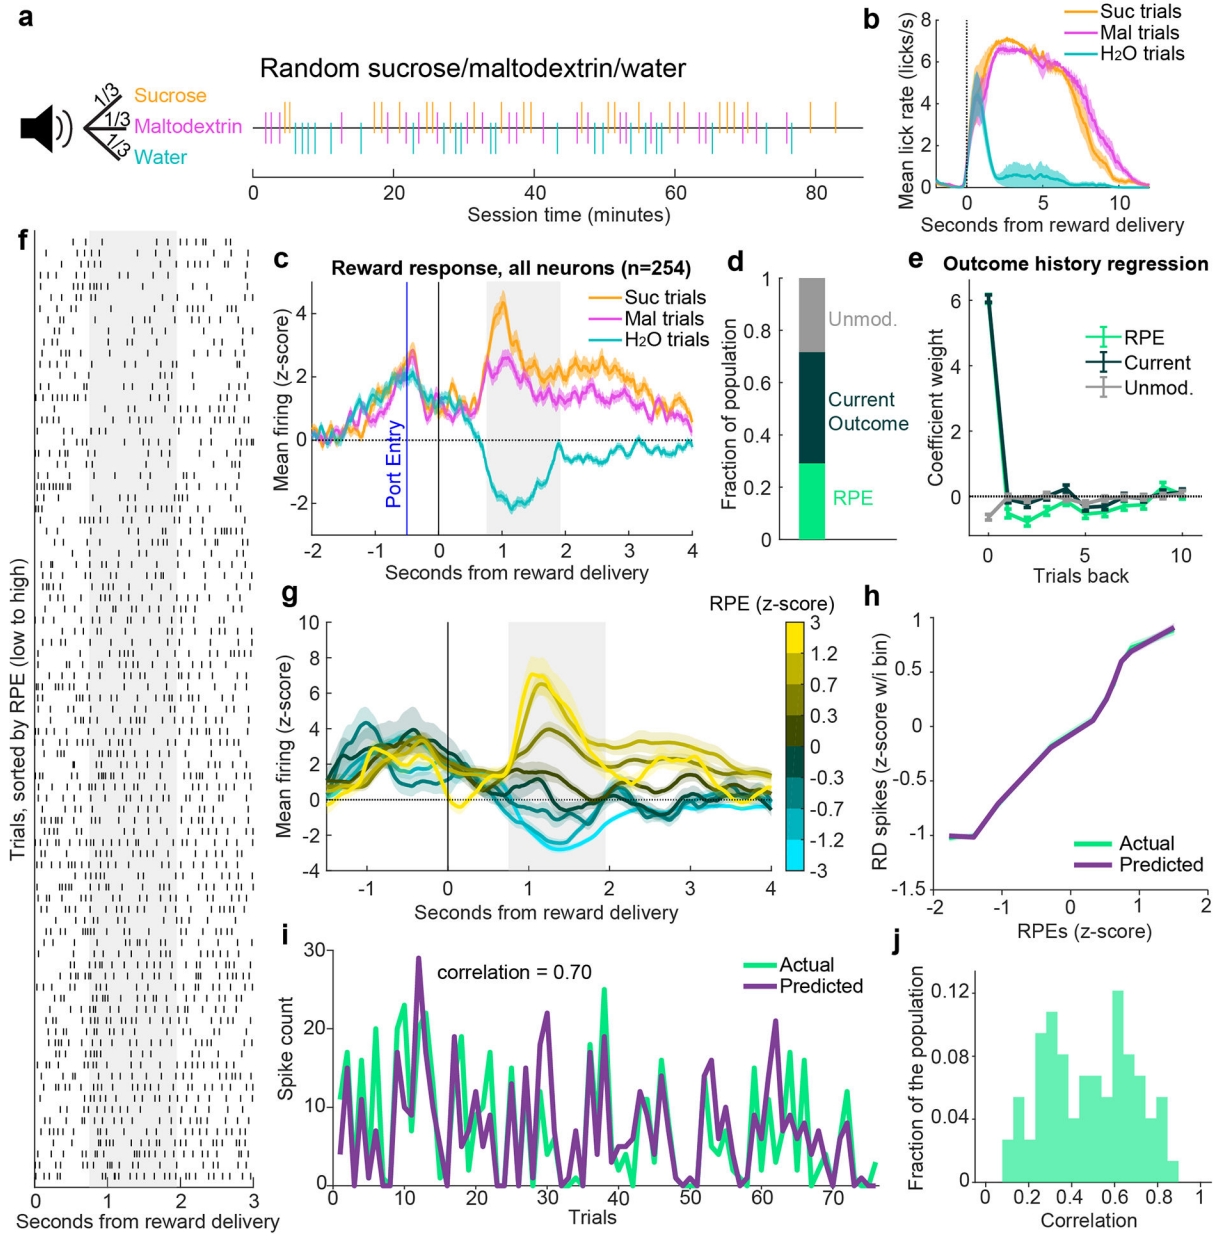 a
Random sucrose/maltodextrin/water
1/3
Sucrose
1/3
Maltodextrin
1/3
Water
0
20
40
60
80
Session time (minutes)
b
Suc trials
Mal trials
H2O trials
Mean lick rate (licks/s)
8
6
4
2
0
0
5
10
Seconds from reward delivery
c
Reward response, all neurons (n=254)
Suc trials
Mal trials
H2O trials
Mean firing (z-score)
4
2
0
-2
Port Entry
-2
-1
0
1
2
3
4
Seconds from reward delivery
d
Fraction of population
1
0.8
0.6
0.4
0.2
0
Unmod.
Current
Outcome
RPE
e
Outcome history regression
RPE
Current
Unmod.
Coefficient weight
6
4
2
0
0
5
10
Trials back
f
Trials, sorted by RPE (low to high)
0
1
2
3
Seconds from reward delivery
g
RPE (z-score)
3
1.2
0.7
0.3
0
-0.3
-0.7
-1.2
-3
Mean firing (z-score)
10
8
6
4
2
0
-2
-4
-1
0
1
2
3
4
Seconds from reward delivery
h
RD spikes (z-score w/i bin)
1
0.5
0
-0.5
-1
-1.5
Actual
Predicted
-2
-1
0
1
2
RPEs (z-score)
i
correlation = 0.70
Actual
Predicted
Spike count
30
20
10
0
0
10
20
30
40
50
60
70
Trials
j
Fraction of the population
0.12
0.08
0.04
0
0
0.2
0.4
0.6
0.8
1
Correlation